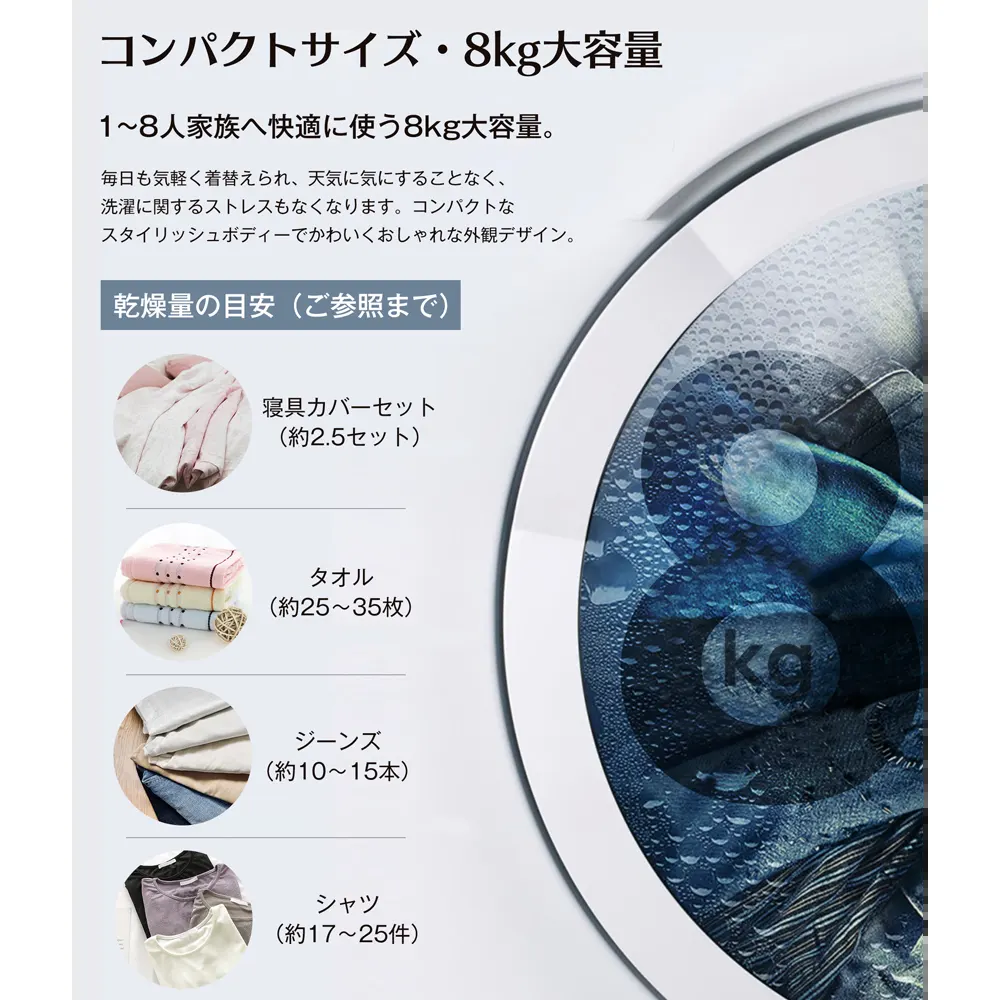 コンパクトサイズ・8kg大容量
1～8人家族へ快適に使う8kg大容量。
毎日も気軽く着替えられ、天気に気にすることなく、
洗濯に関するストレスもなくなります。コンパクトな
スタイリッシュボディーでかわいくおしゃれな外観デザイン。
乾燥量の目安（ご参照まで）
寝具カバーセット
（約2.5セット）
タオル
（約25～35枚）
ジーンズ
（約10～15本）
シャツ
（約17～25件）
8
kg